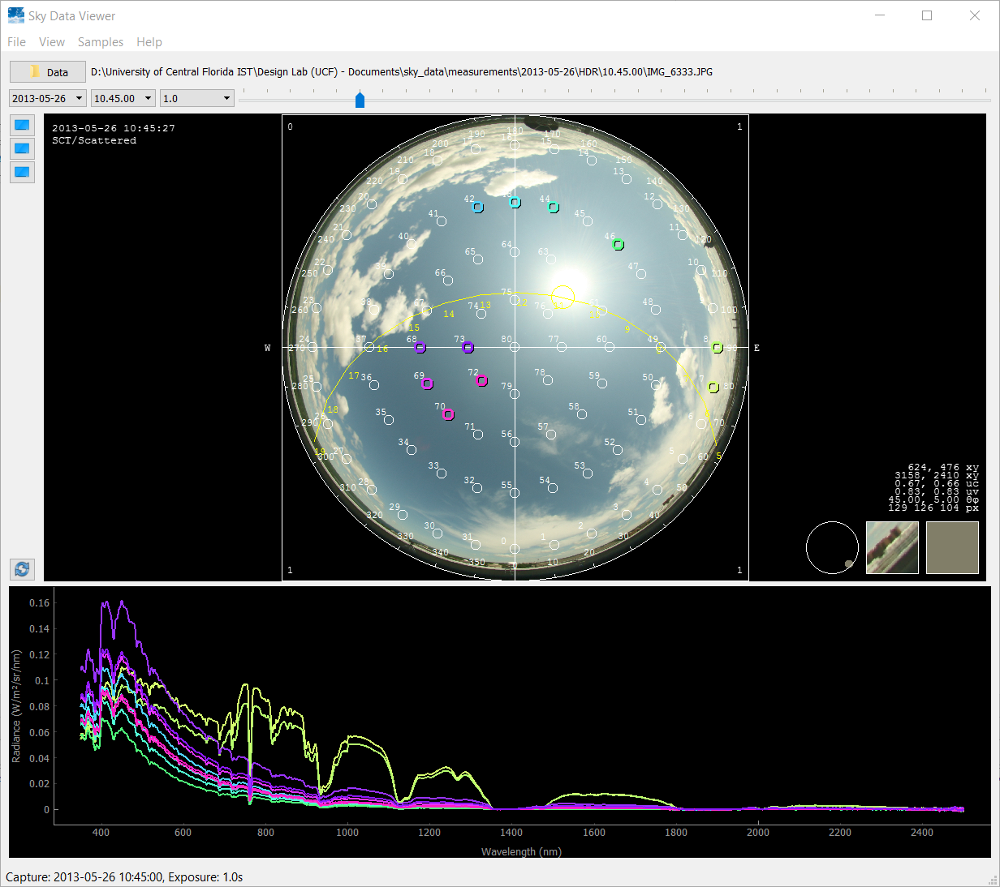 Sky Data Viewer
File View Samples Help
Data D:\University of Central Florida IST\Design Lab (UCF) - Documents\sky_data\measurements\2013-05-26\HDR\10.45.00\IMG_6333.JPG
2013-05-26 10.45.00 1.0
2013-05-26 10:45:27
SCT/Scattered
0 1
180
190 170
200 17 16 15 160
210 18 14 150
220 19 13 140
230 20 42 44 12 130
240 21 41 45 11 120
40 64 46
250 22 39 65 63 47 10 110
66
260 23 38 67 74 75 76 61 48 100
13 12 11
14
15 9
W 270 24 37 68 73 80 77 60 49 8 90 E
16
17
280 25 36 69 72 79 78 59 50 7 80
18
290 26 35 70 71 56 57 58 51 6 70
19 5
300 27 34 52 5 60
310 28 33 32 55 54 53 4 50
320 29 3 40
330 30 2 30
340 31 0 1 20
350 10
1 1
624, 476 xy
3158, 2410 xy
0.67, 0.66 uc
0.83, 0.83 uv
45.00, 5.00 θφ
129 126 104 px
Radiance (W/m²/sr/nm)
0.16
0.14
0.12
0.1
0.08
0.06
0.04
0.02
0
400 600 800 1000 1200 1400 1600 1800 2000 2200 2400
Wavelength (nm)
Capture: 2013-05-26 10:45:00, Exposure: 1.0s